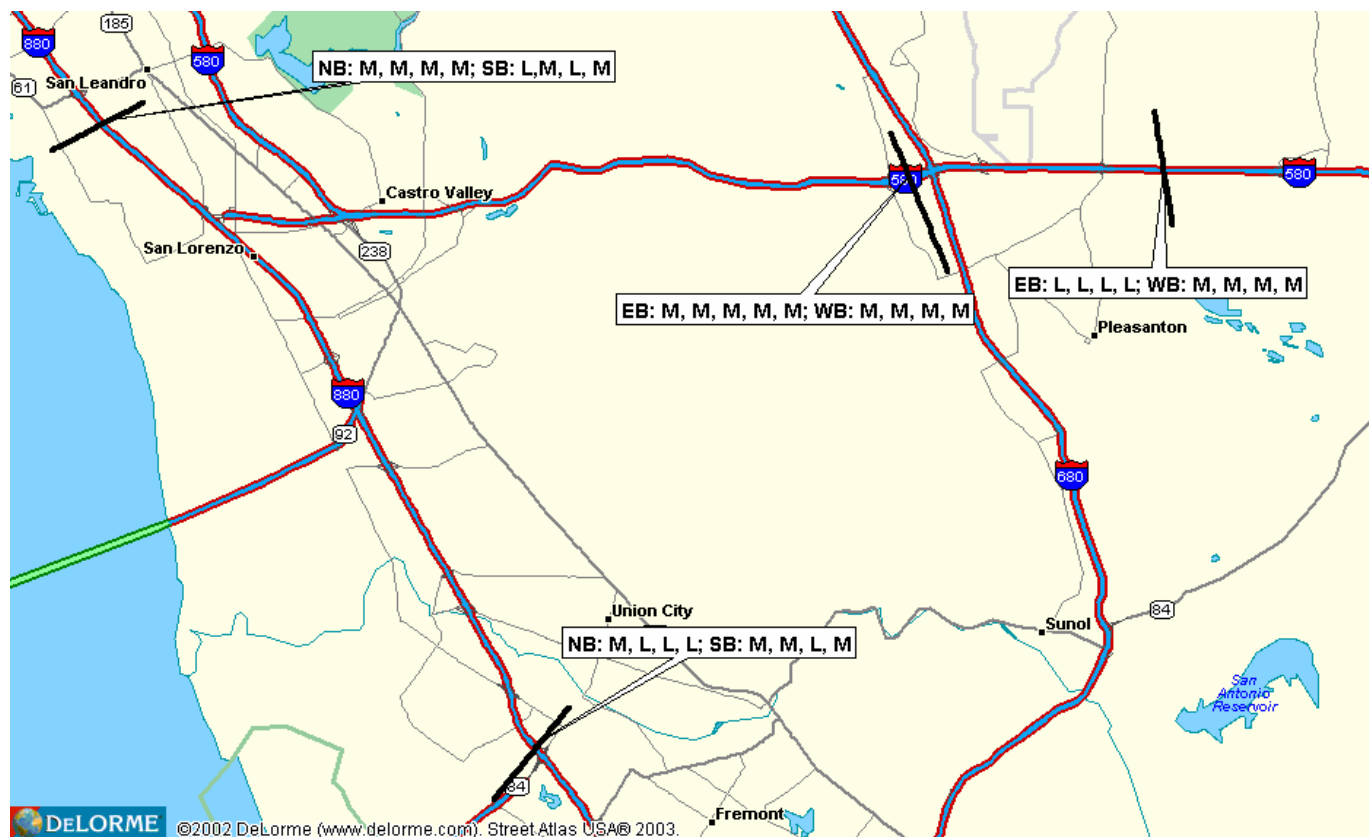 185
880
580
NB: M, M, M, M; SB: L,M, L, M
San Leandro
61
580
580
Castro Valley
238
San Lorenzo
EB: L, L, L, L; WB: M, M, M, M
EB: M, M, M, M, M; WB: M, M, M, M
Pleasanton
880
92
680
Union City
84
Sunol
NB: M, L, L, L; SB: M, M, L, M
San
Antonio
Reservoir
84
Fremont
DELORME
©2002 DeLorme (www.delorme.com). Street Atlas USA® 2003.